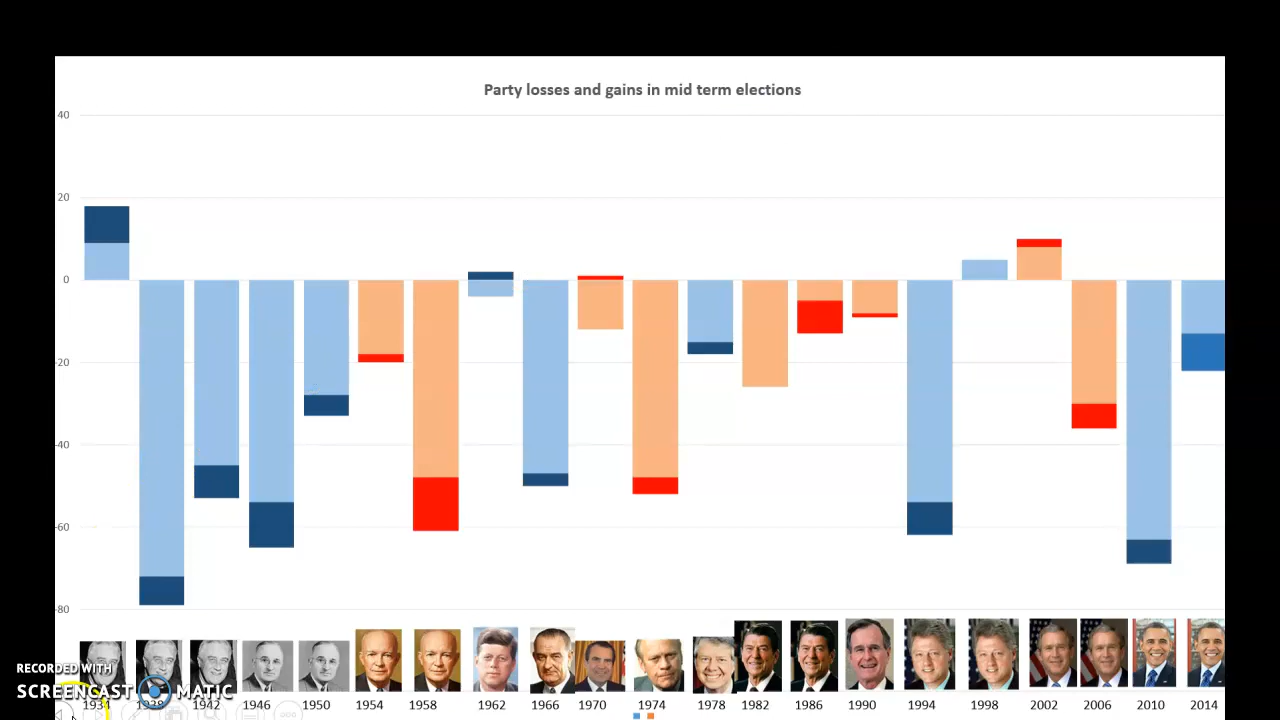 Party losses and gains in mid term elections
40
20
0
-20
-40
-60
-80
RECORDED WITH
SCREENCAST MATIC
1934 1938 1942 1946 1950 1954 1958 1962 1966 1970 1974 1978 1982 1986 1990 1994 1998 2002 2006 2010 2014